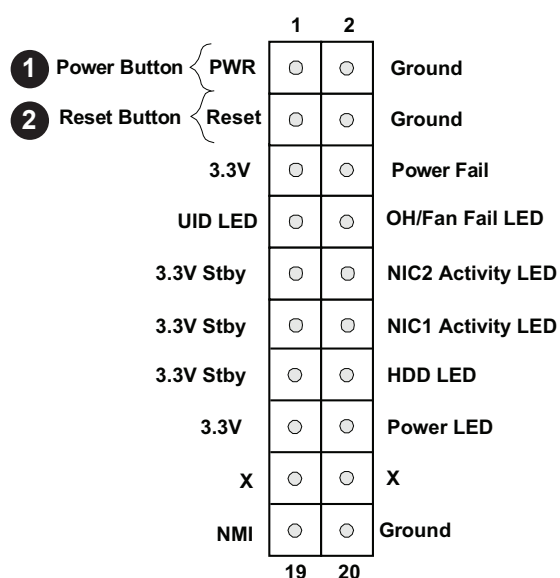 1 2
1 Power Button PWR Ground
2 Reset Button Reset Ground
3.3V Power Fail
UID LED OH/Fan Fail LED
3.3V Stby NIC2 Activity LED
3.3V Stby NIC1 Activity LED
3.3V Stby HDD LED
3.3V Power LED
X X
NMI Ground
19 20